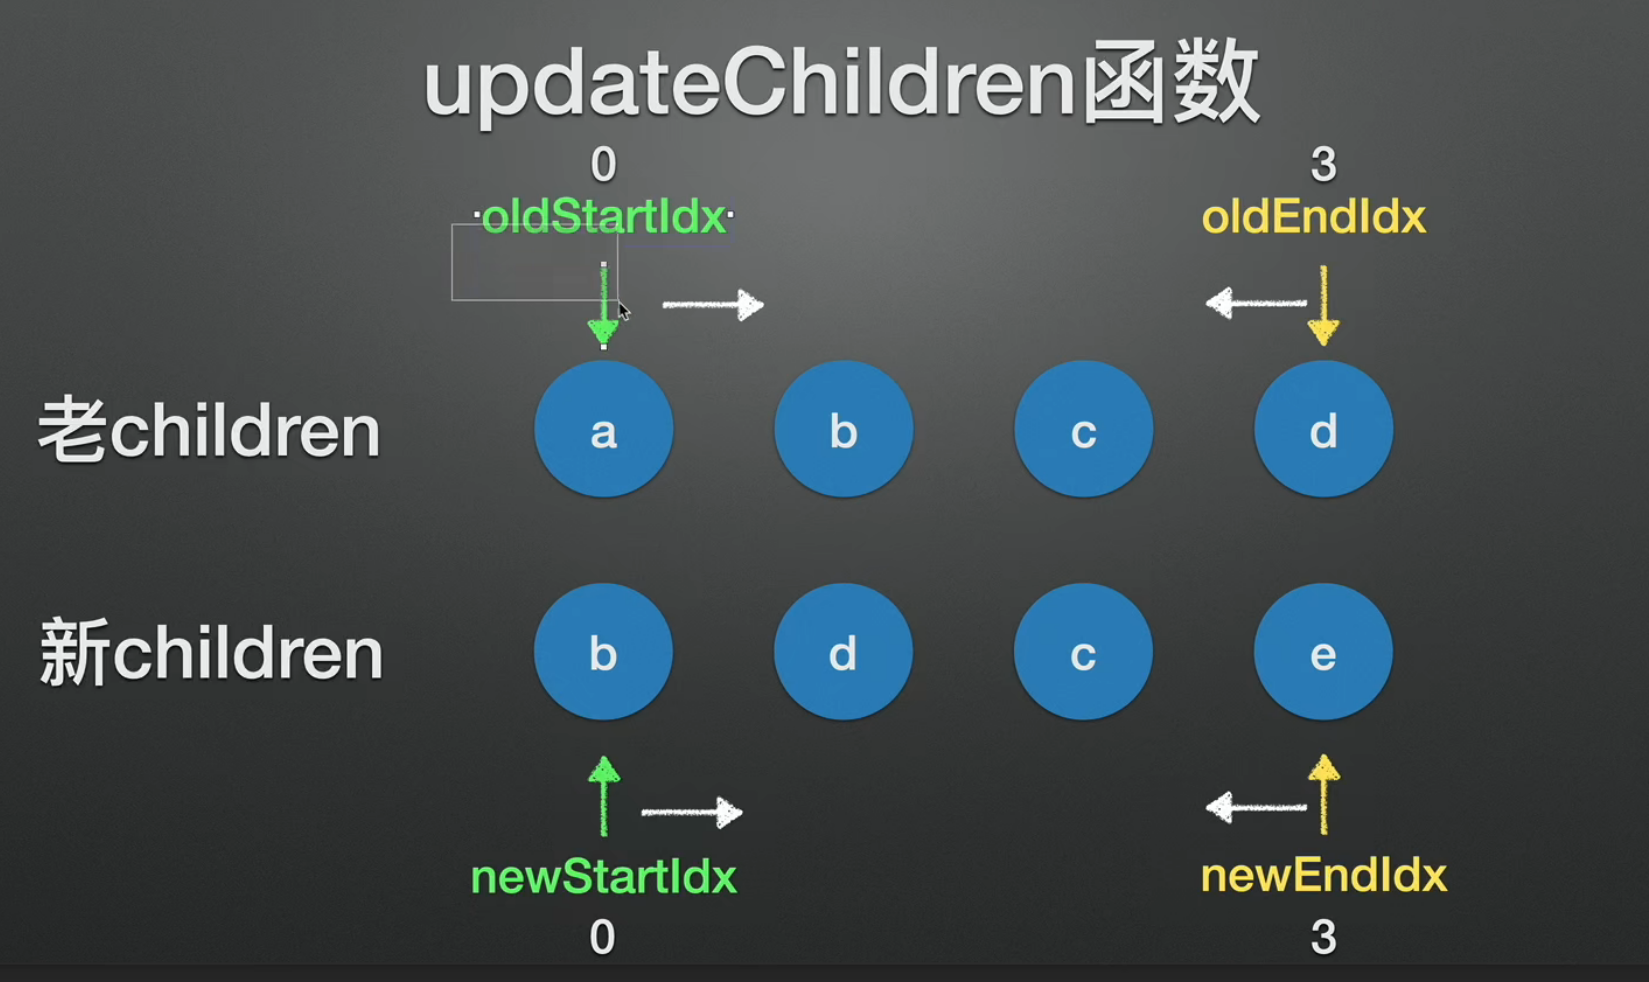 updateChildren函数
0 3
oldStartIdx oldEndIdx
老children a b c d
新children b d c e
newStartIdx newEndIdx
0 3